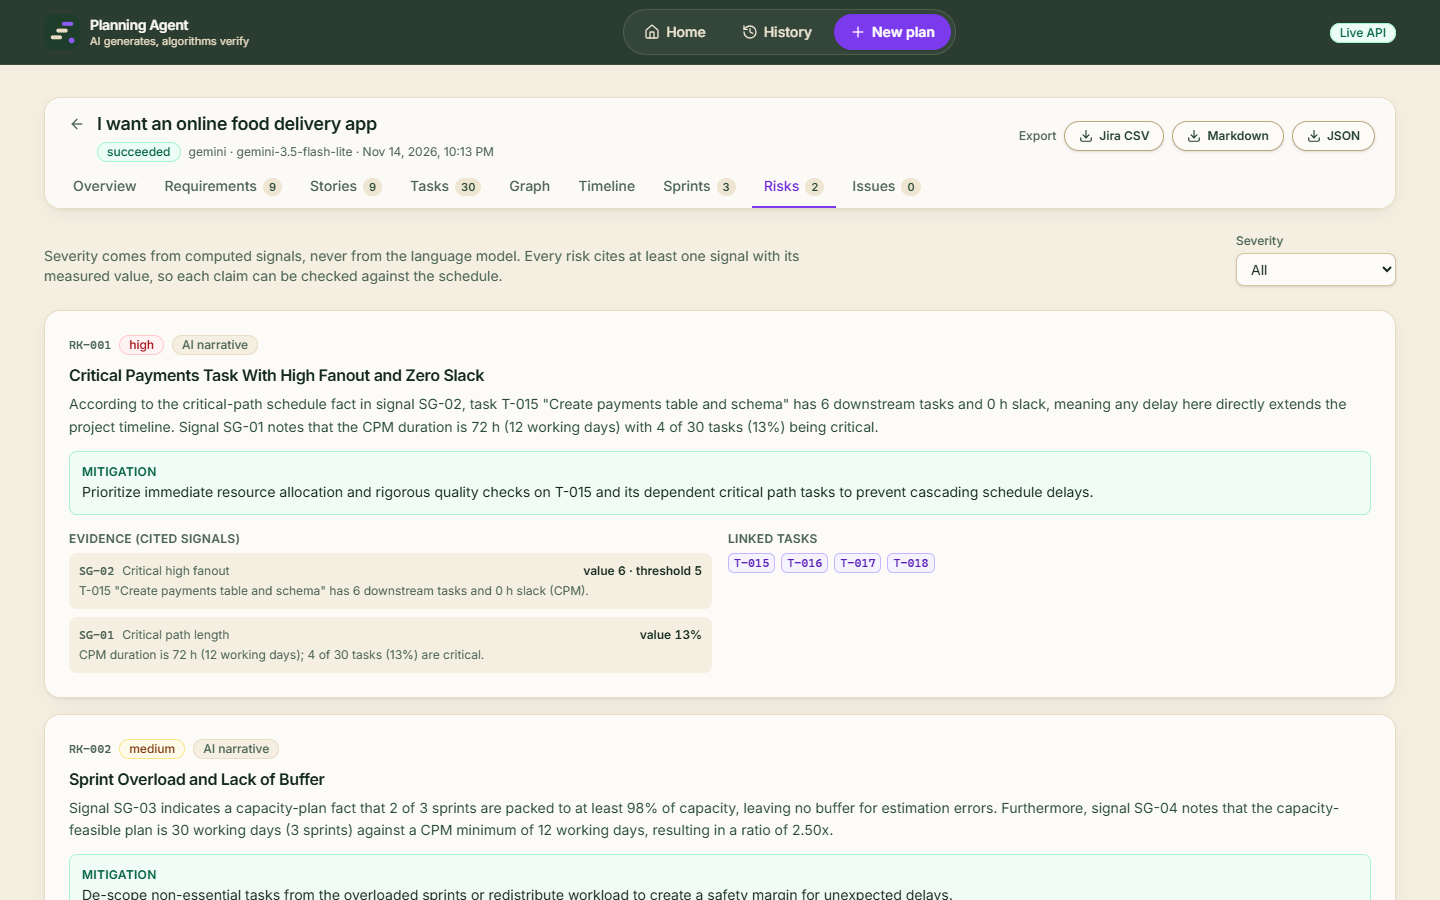 Planning Agent
AI generates, algorithms verify
Home
History
New plan
Live API
I want an online food delivery app
succeeded gemini · gemini-3.5-flash-lite · Nov 14, 2026, 10:13 PM
Export Jira CSV Markdown JSON
Overview Requirements 9 Stories 9 Tasks 30 Graph Timeline Sprints 3 Risks 2 Issues 0
Severity comes from computed signals, never from the language model. Every risk cites at least one signal with its
measured value, so each claim can be checked against the schedule.
Severity
All
RK-001 high AI narrative
Critical Payments Task With High Fanout and Zero Slack
According to the critical-path schedule fact in signal SG-02, task T-015 "Create payments table and schema" has 6 downstream tasks and 0 h slack, meaning any delay here directly extends the
project timeline. Signal SG-01 notes that the CPM duration is 72 h (12 working days) with 4 of 30 tasks (13%) being critical.
MITIGATION
Prioritize immediate resource allocation and rigorous quality checks on T-015 and its dependent critical path tasks to prevent cascading schedule delays.
EVIDENCE (CITED SIGNALS)
SG-02 Critical high fanout value 6 · threshold 5
T-015 "Create payments table and schema" has 6 downstream tasks and 0 h slack (CPM).
SG-01 Critical path length value 13%
CPM duration is 72 h (12 working days); 4 of 30 tasks (13%) are critical.
LINKED TASKS
T-015 T-016 T-017 T-018
RK-002 medium AI narrative
Sprint Overload and Lack of Buffer
Signal SG-03 indicates a capacity-plan fact that 2 of 3 sprints are packed to at least 98% of capacity, leaving no buffer for estimation errors. Furthermore, signal SG-04 notes that the capacity-
feasible plan is 30 working days (3 sprints) against a CPM minimum of 12 working days, resulting in a ratio of 2.50x.
MITIGATION
De-scope non-essential tasks from the overloaded sprints or redistribute workload to create a safety margin for unexpected delays.